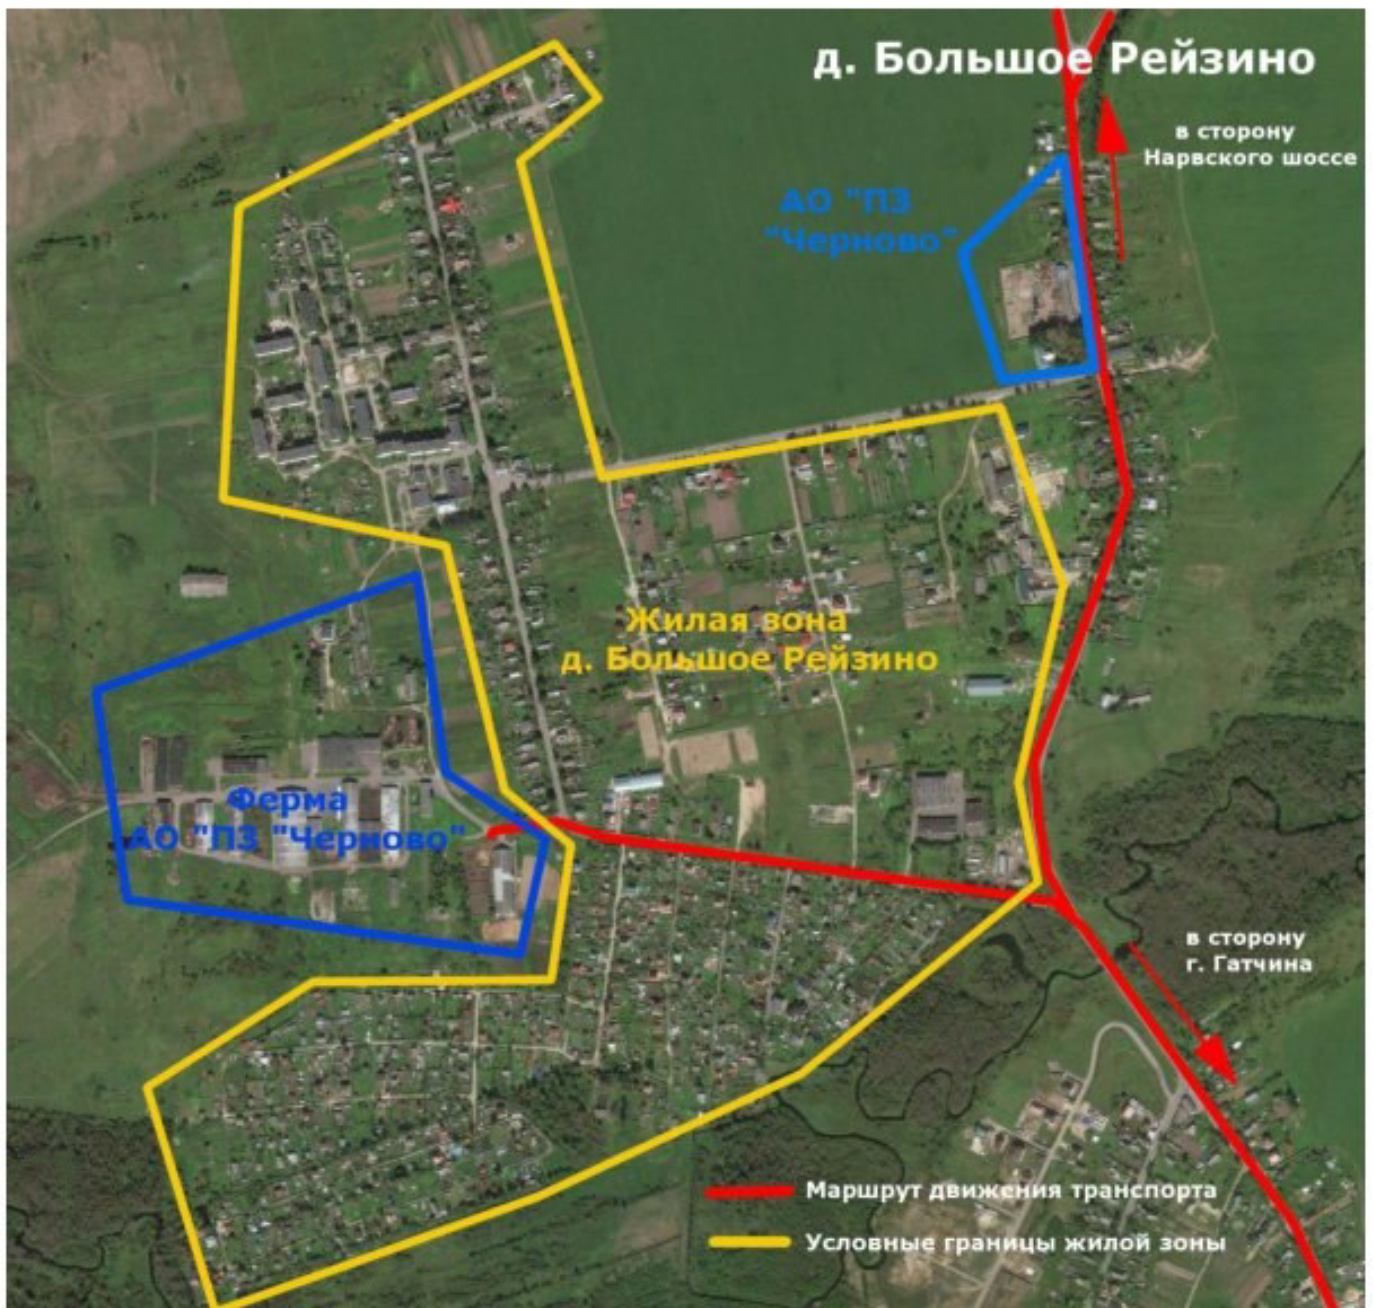 д. Большое Рейзино
в сторону
Нарвского шоссе
АО "ПЗ
"Черново"
Жилая зона
д. Большое Рейзино
Ферма
АО "ПЗ "Черново"
в сторону
г. Гатчина
Маршрут движения транспорта
Условные границы жилой зоны